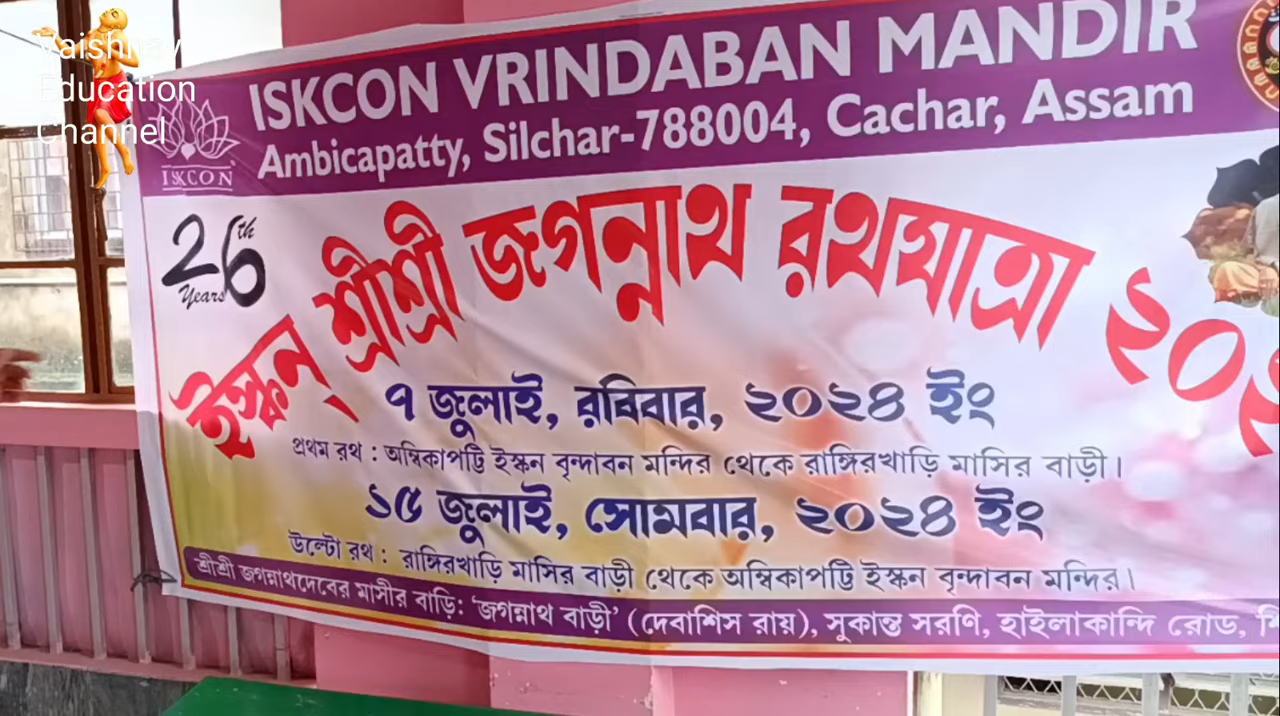 Vaishnav
Education
Channel
ISKCON
ISKCON VRINDABAN MANDIR
Ambicapatty, Silchar-788004, Cachar, Assam
26th
Years
ইস্কন্ শ্রীশ্রী জগন্নাথ রথযাত্রা ২০২
৭ জুলাই, রবিবার, ২০২৪ ইং
প্রথম রথ : অম্বিকাপট্টি ইস্কন বৃন্দাবন মন্দির থেকে রাঙ্গিরখাড়ি মাসির বাড়ী।
১৫ জুলাই, সোমবার, ২০২৪ ইং
উল্টো রথ : রাঙ্গিরখাড়ি মাসির বাড়ী থেকে অম্বিকাপট্টি ইস্কন বৃন্দাবন মন্দির।
শ্রীশ্রী জগন্নাথদেবের মাসীর বাড়ি: ‘জগন্নাথ বাড়ী’ (দেবাশিস রায়), সুকান্ত সরণি, হাইলাকান্দি রোড,